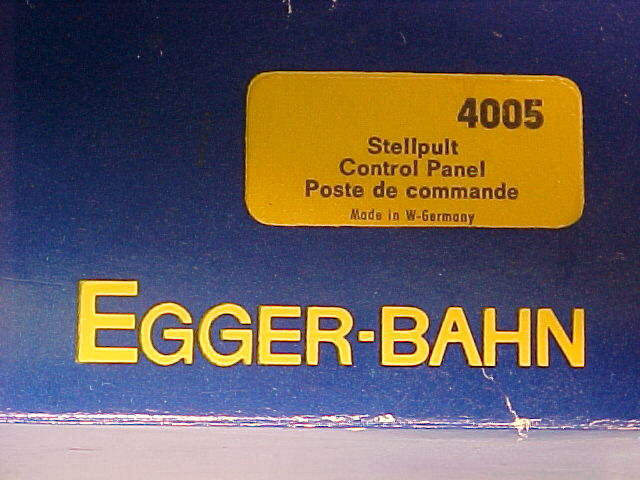 4005
Stellpult
Control Panel
Poste de commande
Made in W-Germany
EGGER-BAHN